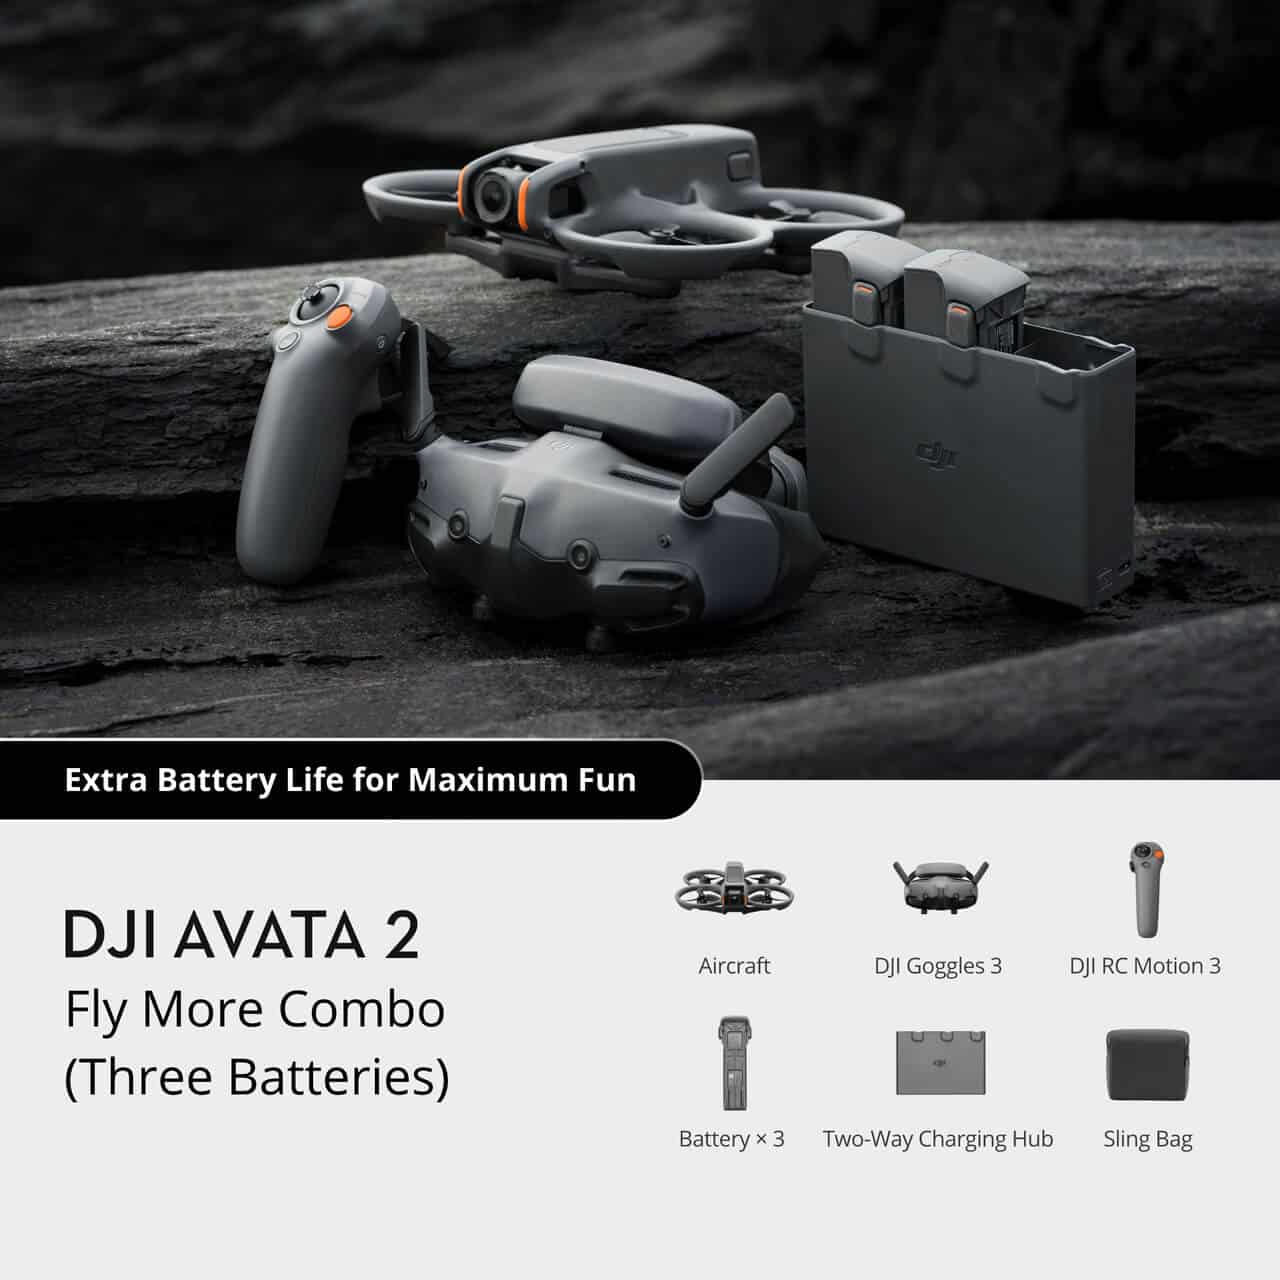 dji
Extra Battery Life for Maximum Fun
DJI AVATA 2
Fly More Combo
(Three Batteries)
Aircraft
DJI Goggles 3
DJI RC Motion 3
Battery × 3
Two-Way Charging Hub
Sling Bag